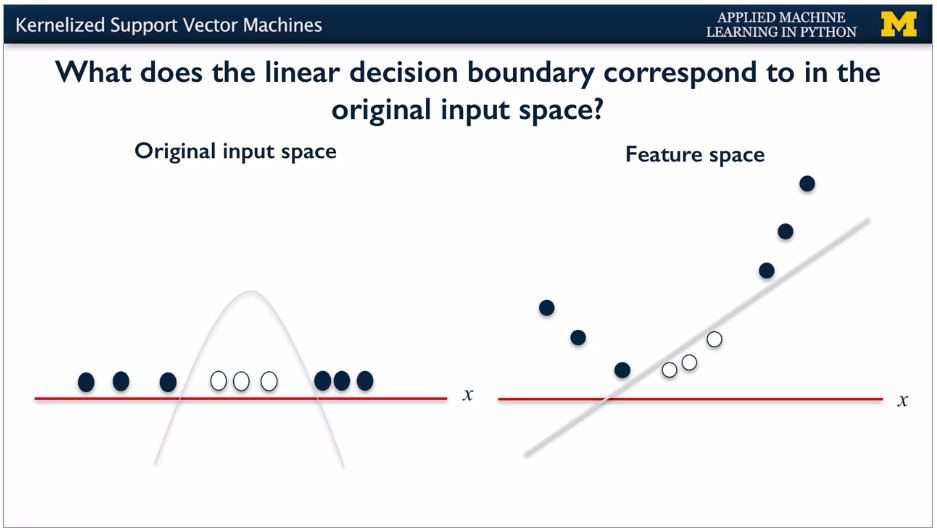 Kernelized Support Vector Machines
APPLIED MACHINE
LEARNING IN PYTHON
M
What does the linear decision boundary correspond to in the
original input space?
Original input space
Feature space
x
x